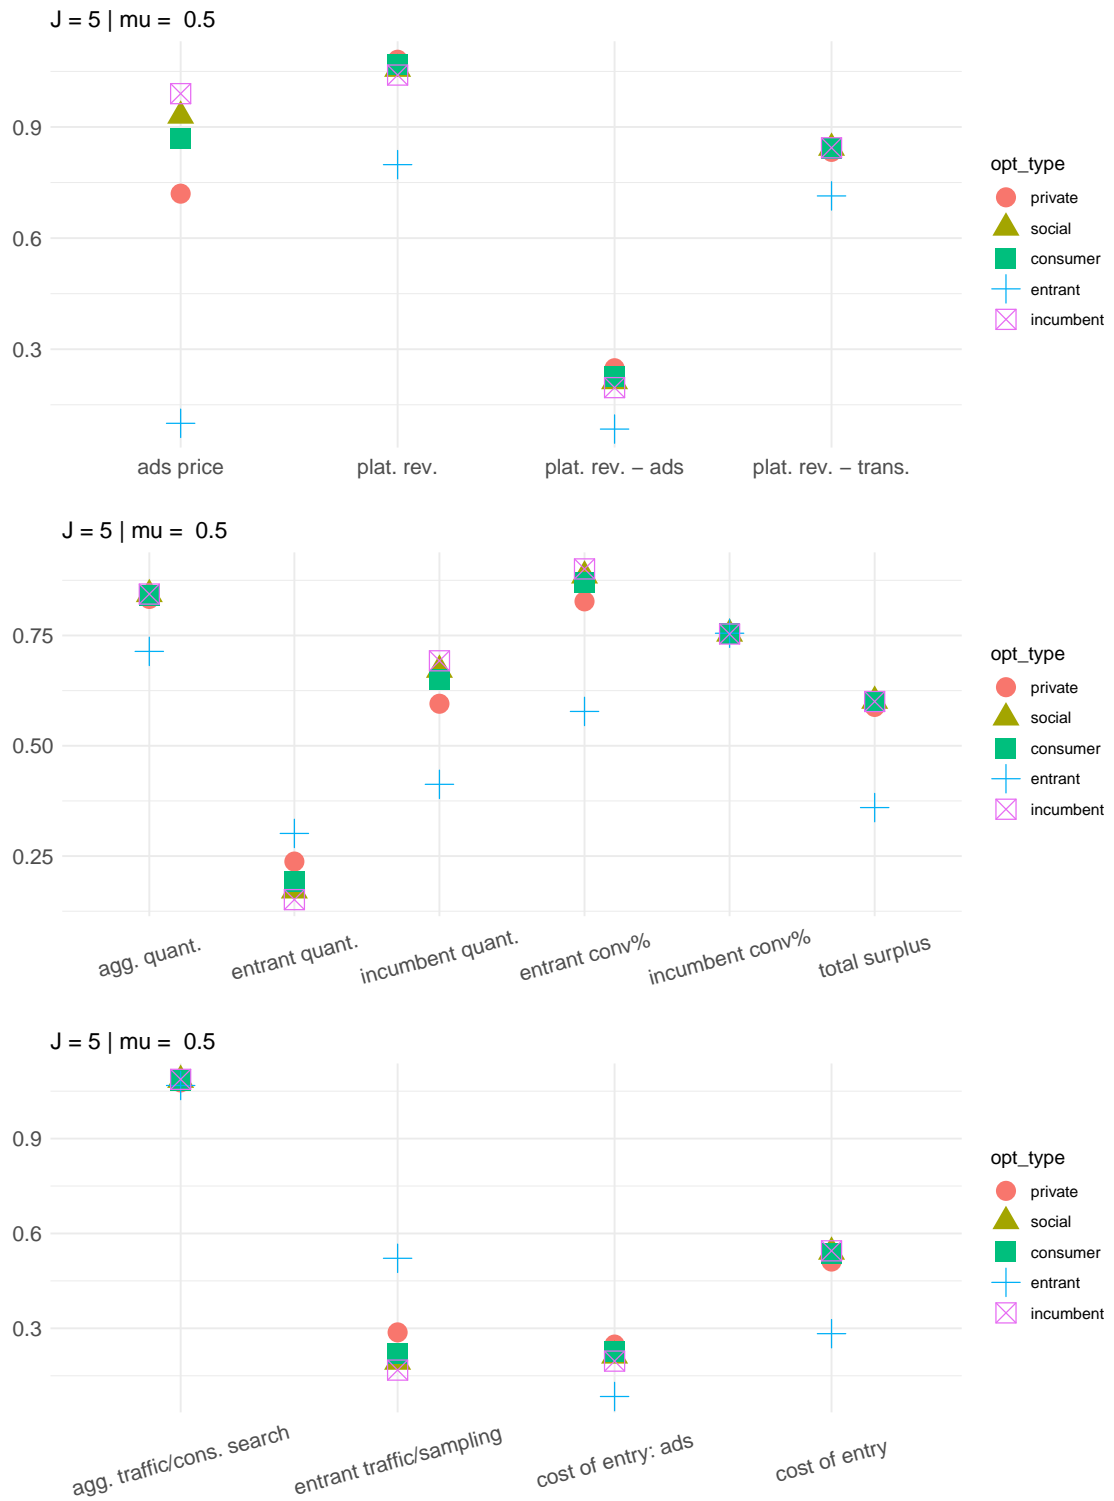 J = 5 | mu =  0.5
0.9
0.6
0.3
ads price
plat. rev.
plat. rev. − ads
plat. rev. − trans.
opt_type
private
social
consumer
entrant
incumbent
J = 5 | mu =  0.5
0.75
0.50
0.25
agg. quant.
entrant quant.
incumbent quant.
entrant conv%
incumbent conv%
total surplus
opt_type
private
social
consumer
entrant
incumbent
J = 5 | mu =  0.5
0.9
0.6
0.3
agg. traffic/cons. search
entrant traffic/sampling
cost of entry: ads
cost of entry
opt_type
private
social
consumer
entrant
incumbent